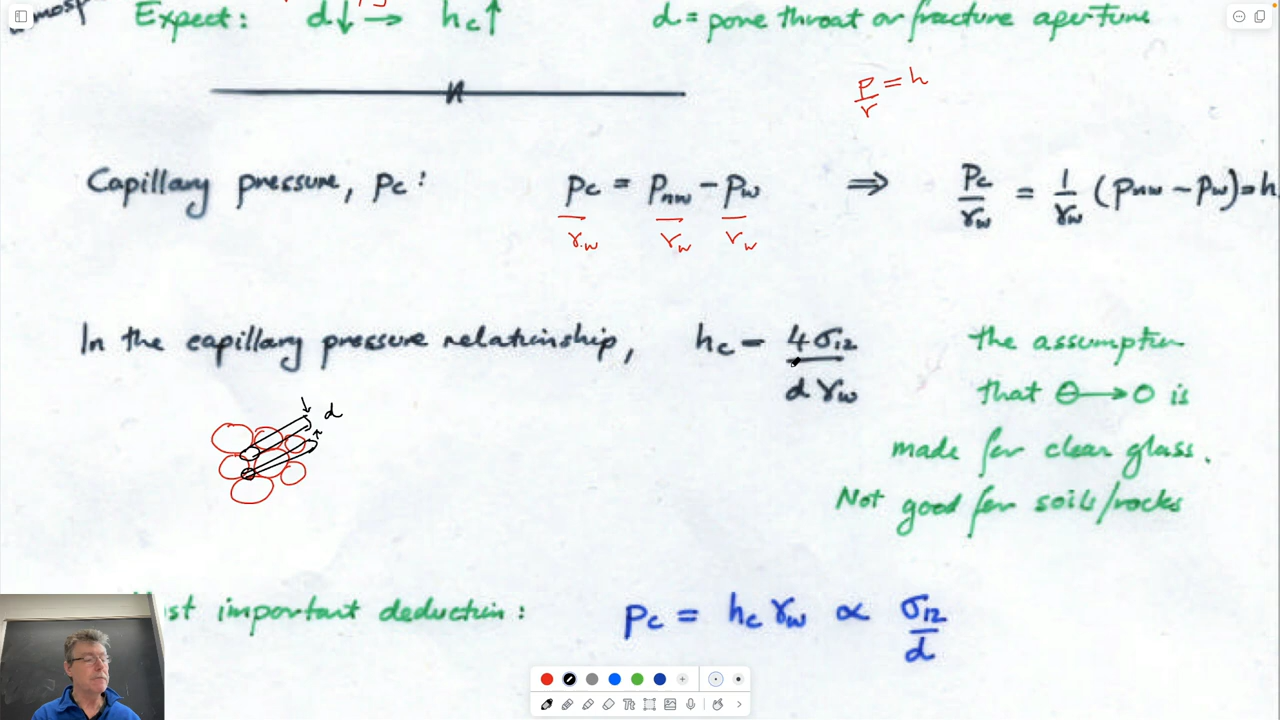 Expect: d↓ → hc↑ d = pore throat or fracture aperture
p/γ = h
Capillary pressure, pc: pc = pnw − pw ⇒ pc/γw = 1/γw (pnw − pw) = h
γw γw γw
In the capillary pressure relationship, hc = 4σ12/dγw the assumption
that θ → 0 is
d
made for clear glass.
Not good for soils/rocks
important deduction: pc = hc γw ∝ σ12/d